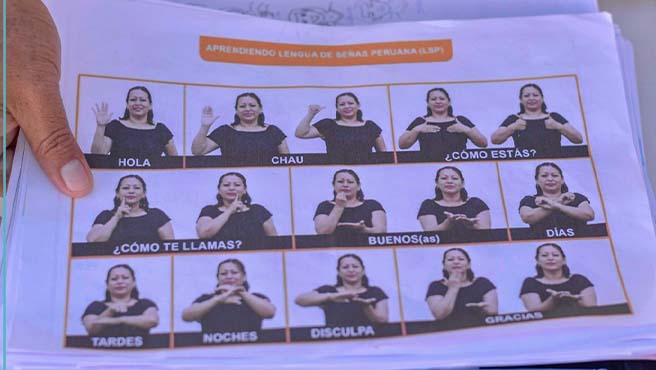 APRENDIENDO LENGUA DE SEÑAS PERUANA (LSP)
HOLA
CHAU
¿CÓMO ESTÁS?
¿CÓMO TE LLAMAS?
BUENOS(as)
DÍAS
TARDES
NOCHES
DISCULPA
GRACIAS